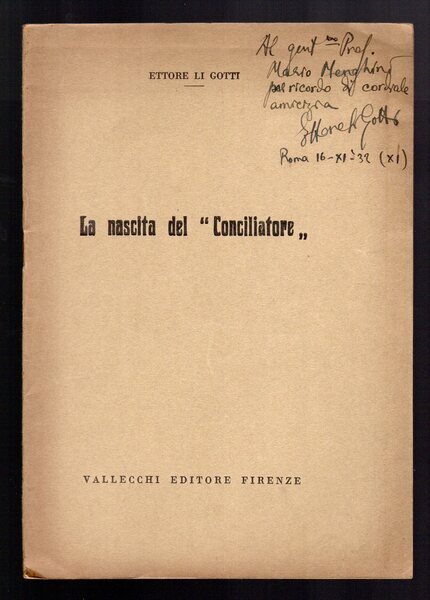 Al gent.mo Prof.
Mario Menghini
per ricordo di cordiale
amicizia
Ettore Li Gotti
Roma 16-XI-32 (XI)
ETTORE LI GOTTI
La nascita del “Conciliatore„
VALLECCHI EDITORE FIRENZE